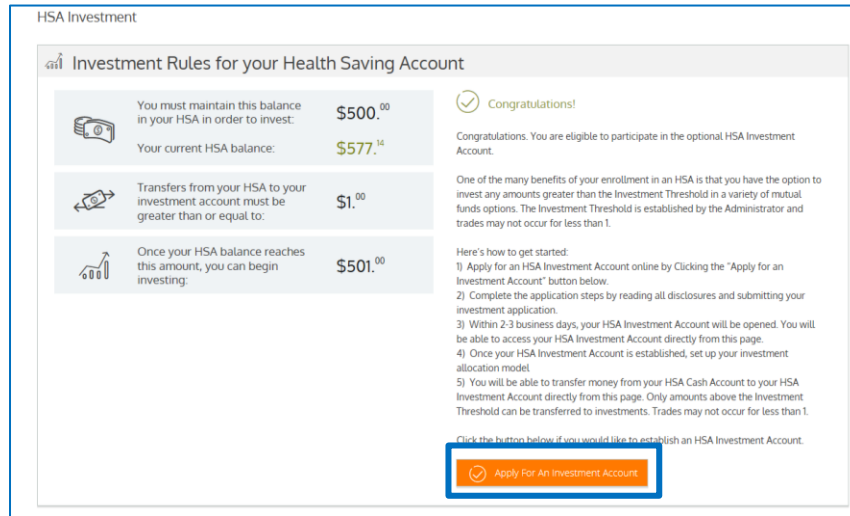 HSA Investment
Investment Rules for your Health Saving Account
You must maintain this balance
in your HSA in order to invest:
$500.00
Your current HSA balance:
$577.14
Transfers from your HSA to your
investment account must be
greater than or equal to:
$1.00
Once your HSA balance reaches
this amount, you can begin
investing:
$501.00
Congratulations!
Congratulations. You are eligible to participate in the optional HSA Investment
Account.
One of the many benefits of your enrollment in an HSA is that you have the option to
invest any amounts greater than the Investment Threshold in a variety of mutual
funds options. The Investment Threshold is established by the Administrator and
trades may not occur for less than 1.
Here's how to get started:
1) Apply for an HSA Investment Account online by Clicking the "Apply for an
Investment Account" button below.
2) Complete the application steps by reading all disclosures and submitting your
investment application.
3) Within 2-3 business days, your HSA Investment Account will be opened. You will
be able to access your HSA Investment Account directly from this page.
4) Once your HSA Investment Account is established, set up your investment
allocation model
5) You will be able to transfer money from your HSA Cash Account to your HSA
Investment Account directly from this page. Only amounts above the Investment
Threshold can be transferred to investments. Trades may not occur for less than 1.
Click the button below if you would like to establish an HSA Investment Account.
Apply For An Investment Account